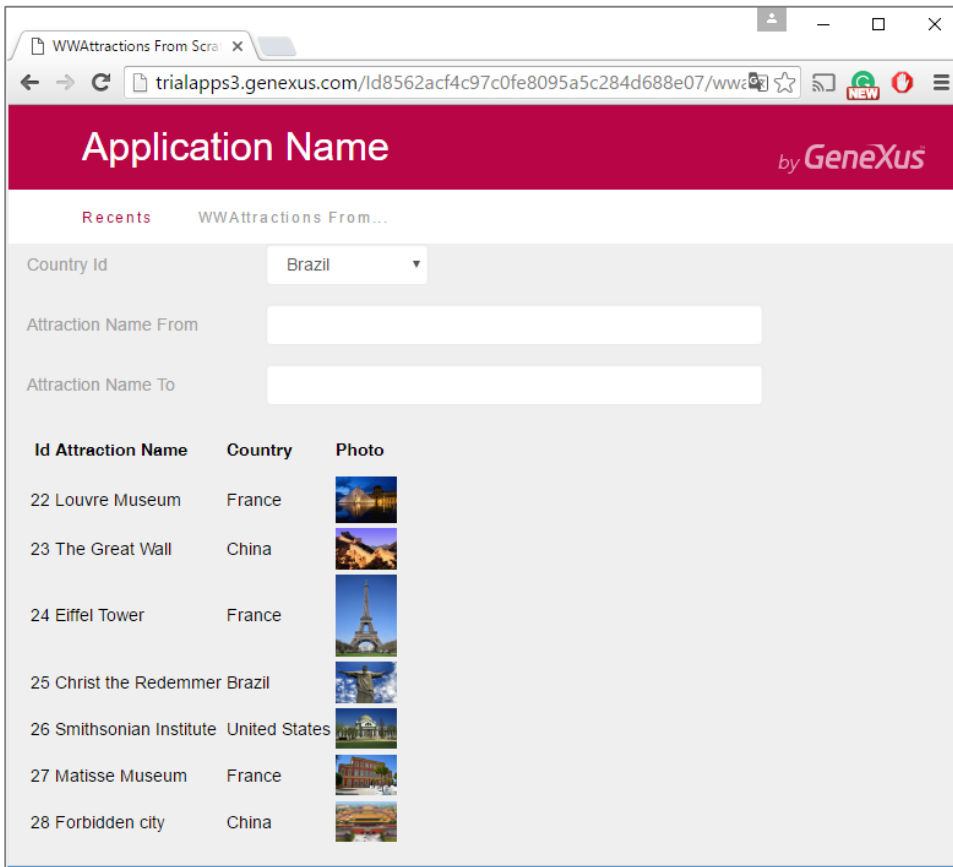 WWAttractions From Scra
trialapps3.genexus.com/Id8562acf4c97c0fe8095a5c284d688e07/wwa
NEW
Application Name
by GeneXus
Recents WWAttractions From...
Country Id Brazil
Attraction Name From
Attraction Name To
Id Attraction Name Country Photo
22 Louvre Museum France
23 The Great Wall China
24 Eiffel Tower France
25 Christ the Redemmer Brazil
26 Smithsonian Institute United States
27 Matisse Museum France
28 Forbidden city China